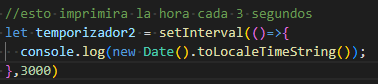 //esto imprimira la hora cada 3 segundos
let temporizador2 = setInterval(()=>{
  console.log(new Date().toLocaleTimeString());
},3000)